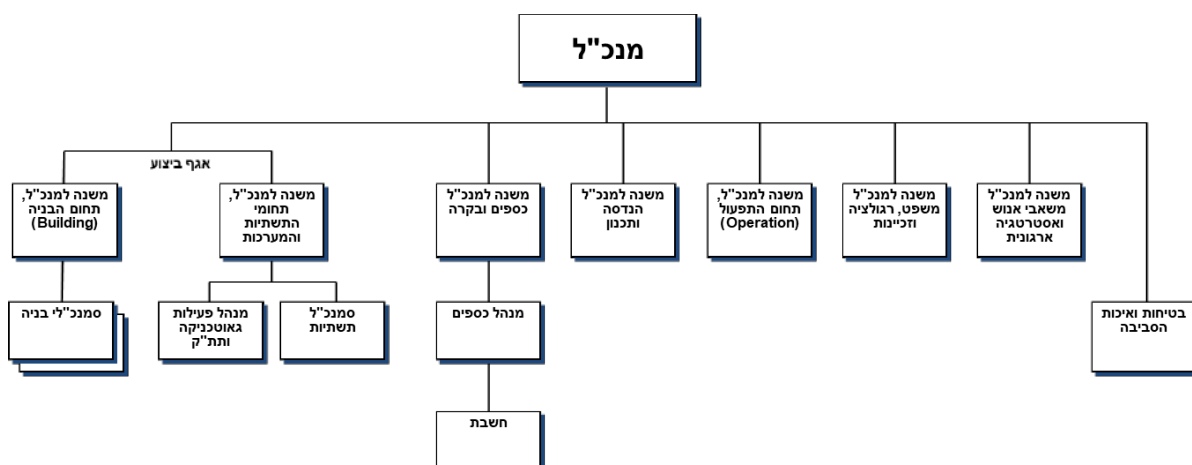 מנכ"ל
אגף ביצוע
משנה למנכ"ל
משאבי אנוש
ואסטרטגיה
ארגונית
משנה למנכ"ל
משפט, רגולציה
וזכיינות
משנה למנכ"ל,
תחום התפעול
(Operation)
משנה למנכ"ל
הנדסה
ותכנון
משנה למנכ"ל
כספים ובקרה
משנה למנכ"ל,
תחומי
התשתיות
והמערכות
משנה למנכ"ל,
תחום הבניה
(Building)
בטיחות ואיכות
הסביבה
מנהל כספים
סמנכ"ל
תשתיות
מנהל פעילות
גאוטכניקה
ותת"ק
סמנכ"לי בניה
חשבת